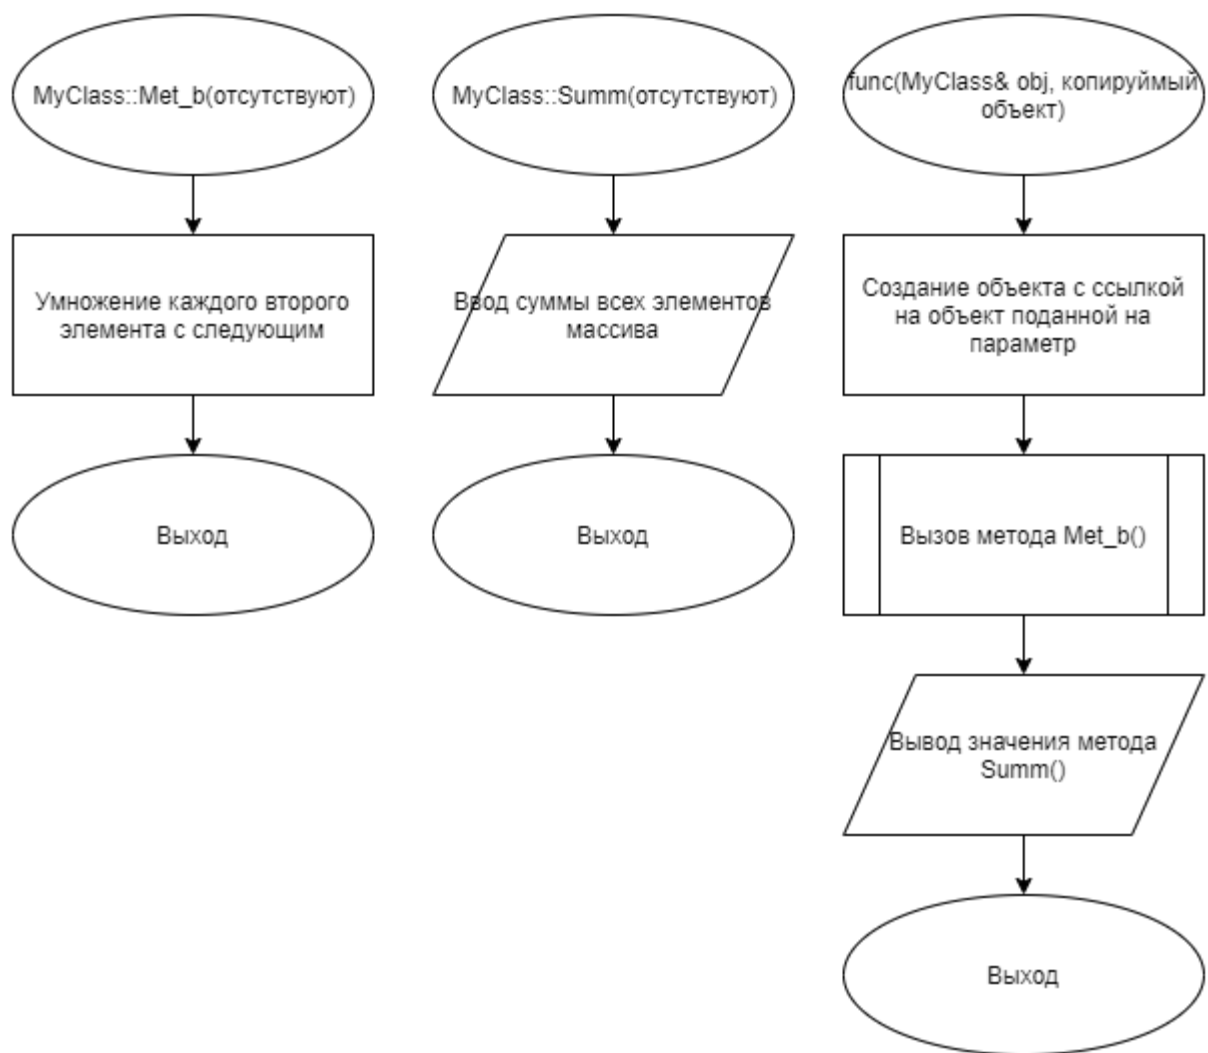 MyClass::Met_b(отсутствуют)
Умножение каждого второго
элемента с следующим
Выход
MyClass::Summ(отсутствуют)
Ввод суммы всех элементов
массива
Выход
func(MyClass& obj, копируймый
объект)
Создание объекта с ссылкой
на объект поданной на
параметр
Вызов метода Met_b()
Вывод значения метода
Summ()
Выход